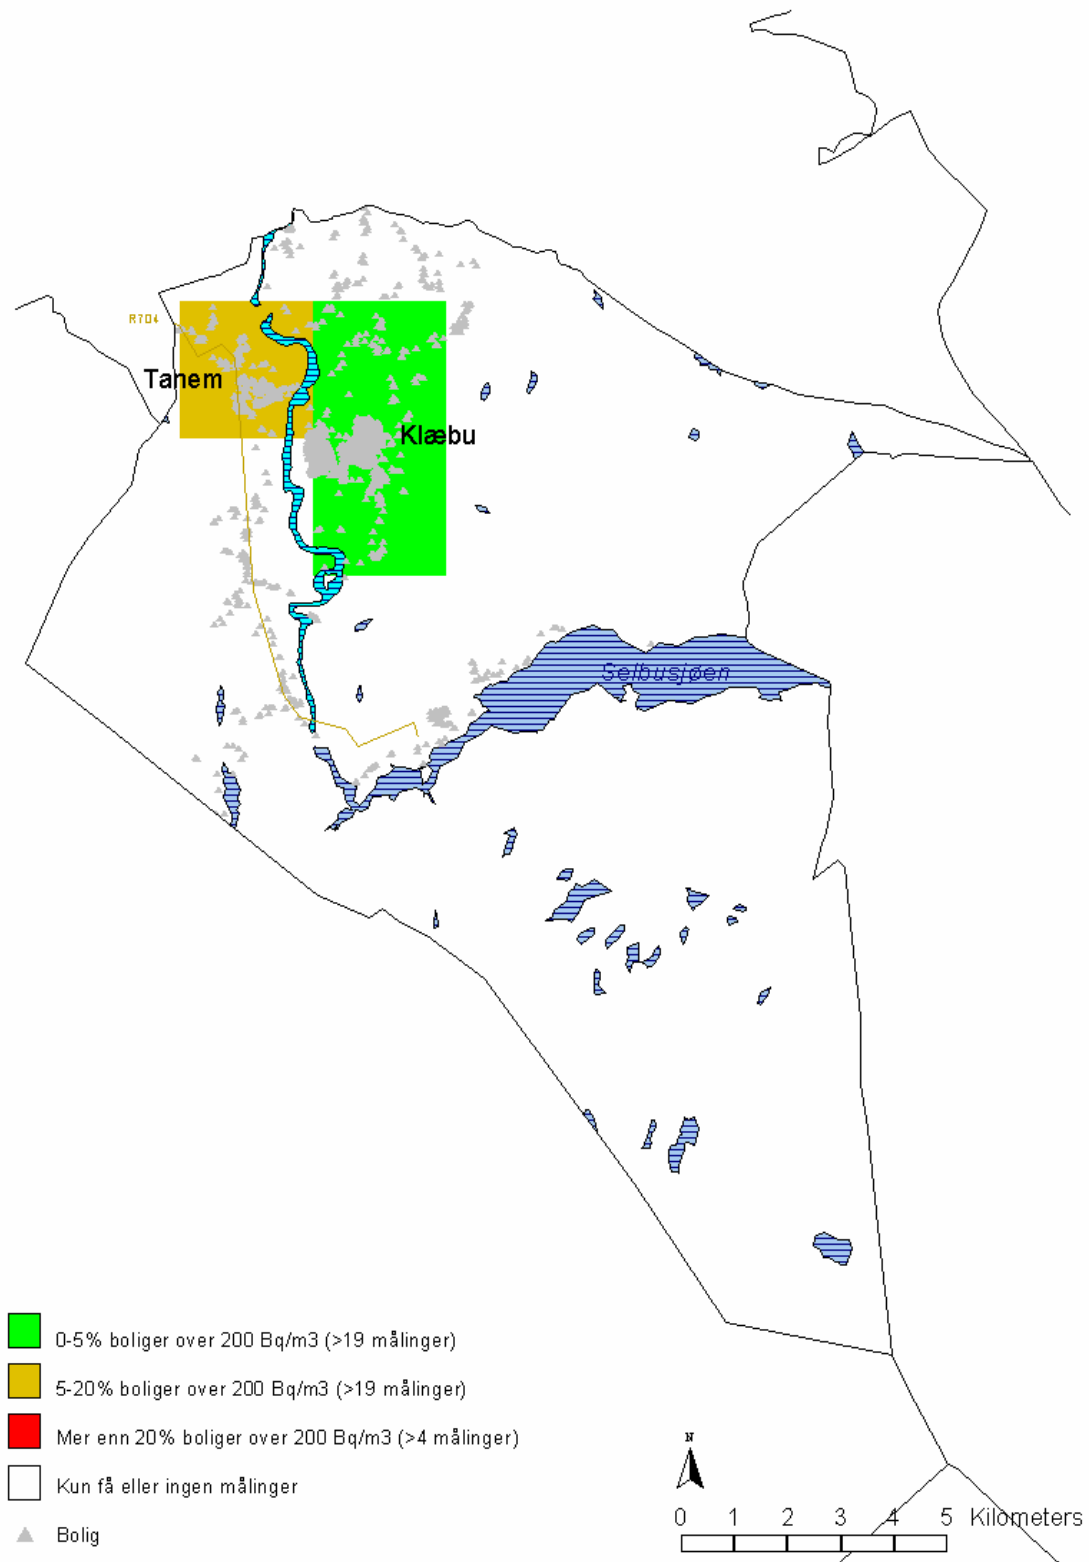 R704
Tanem
Klæbu
Selbusjøen
0-5% boliger over 200 Bq/m3 (>19 målinger)
5-20% boliger over 200 Bq/m3 (>19 målinger)
Mer enn 20% boliger over 200 Bq/m3 (>4 målinger)
Kun få eller ingen målinger
Bolig
N
0 1 2 3 4 5 Kilometers